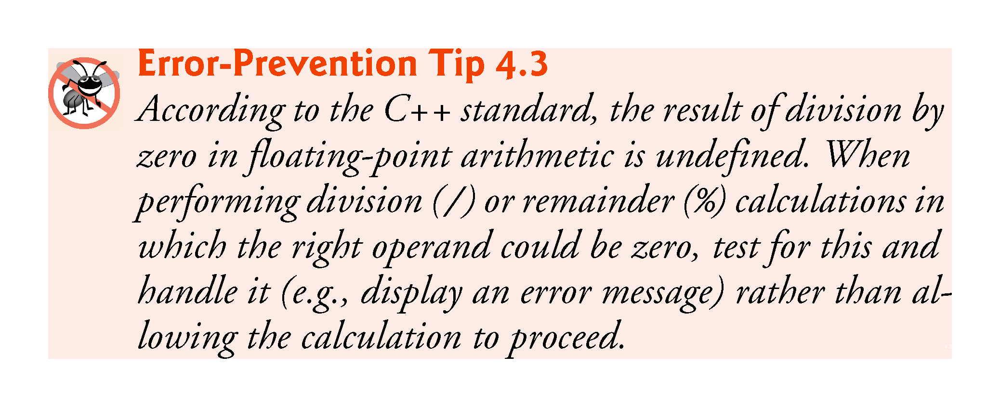 Error-Prevention Tip 4.3
According to the C++ standard, the result of division by
zero in floating-point arithmetic is undefined. When
performing division (/) or remainder (%) calculations in
which the right operand could be zero, test for this and
handle it (e.g., display an error message) rather than al-
lowing the calculation to proceed.
4.3